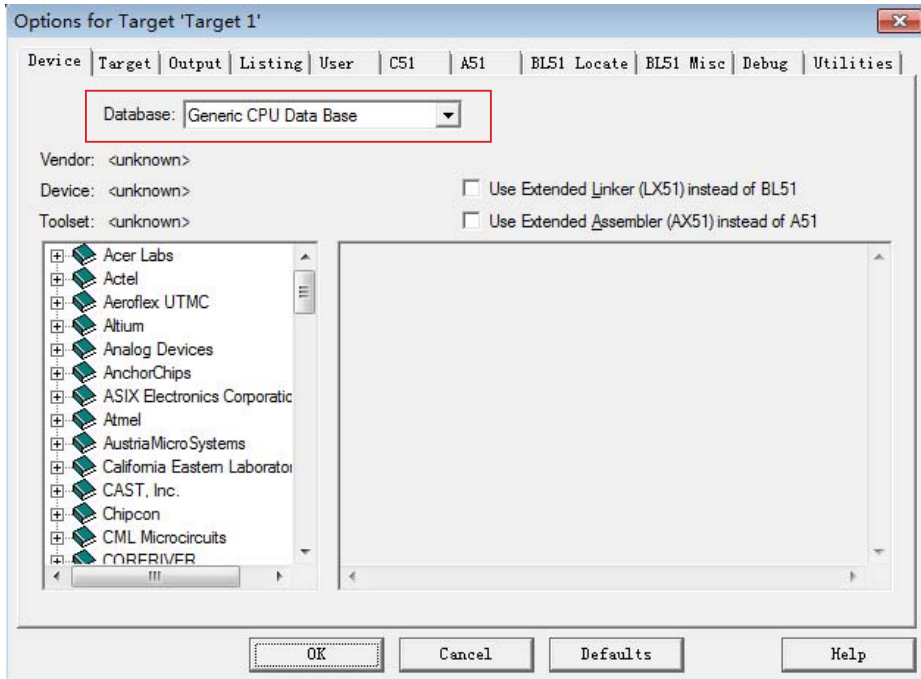 Options for Target 'Target 1'
Device Target Output Listing User C51 A51 BL51 Locate BL51 Misc Debug Utilities
Database: Generic CPU Data Base
Vendor: <unknown>
Device: <unknown>
Use Extended Linker (LX51) instead of BL51
Toolset: <unknown>
Use Extended Assembler (AX51) instead of A51
Acer Labs
Actel
Aeroflex UTMC
Altium
Analog Devices
AnchorChips
ASIX Electronics Corporatic
Atmel
AustriaMicroSystems
California Eastern Laborato
CAST, Inc.
Chipcon
CML Microcircuits
CORERIVER
OK Cancel Defaults Help